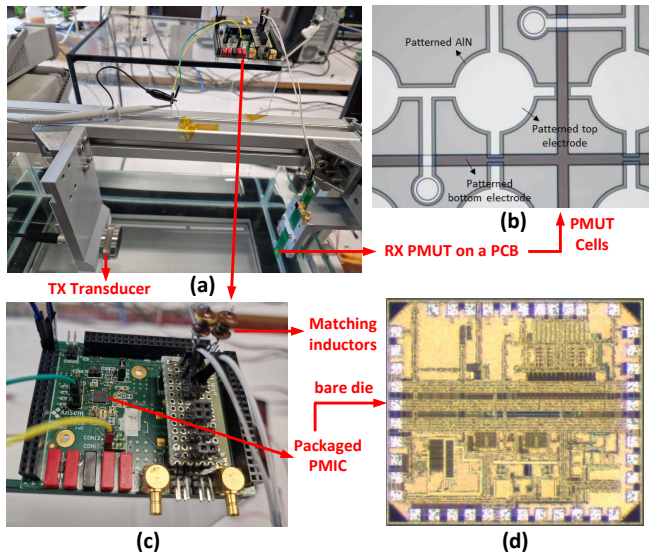 Patterned AlN
Patterned top
electrode
Patterned
bottom electrode
(a)
(b)
RX PMUT on a PCB
PMUT
Cells
TX Transducer
Matching
inductors
bare die
Packaged
PMIC
AnSem
(c)
(d)